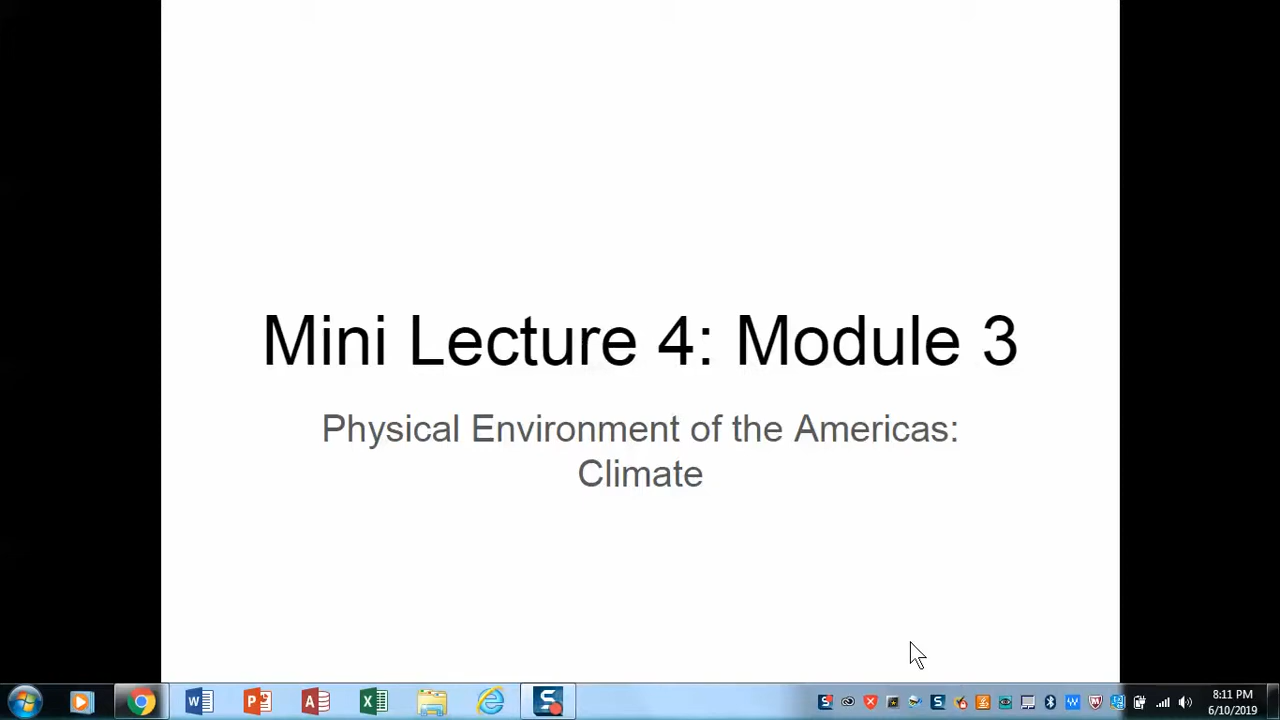 Mini Lecture 4: Module 3
Physical Environment of the Americas:
Climate
8:11 PM
6/10/2019